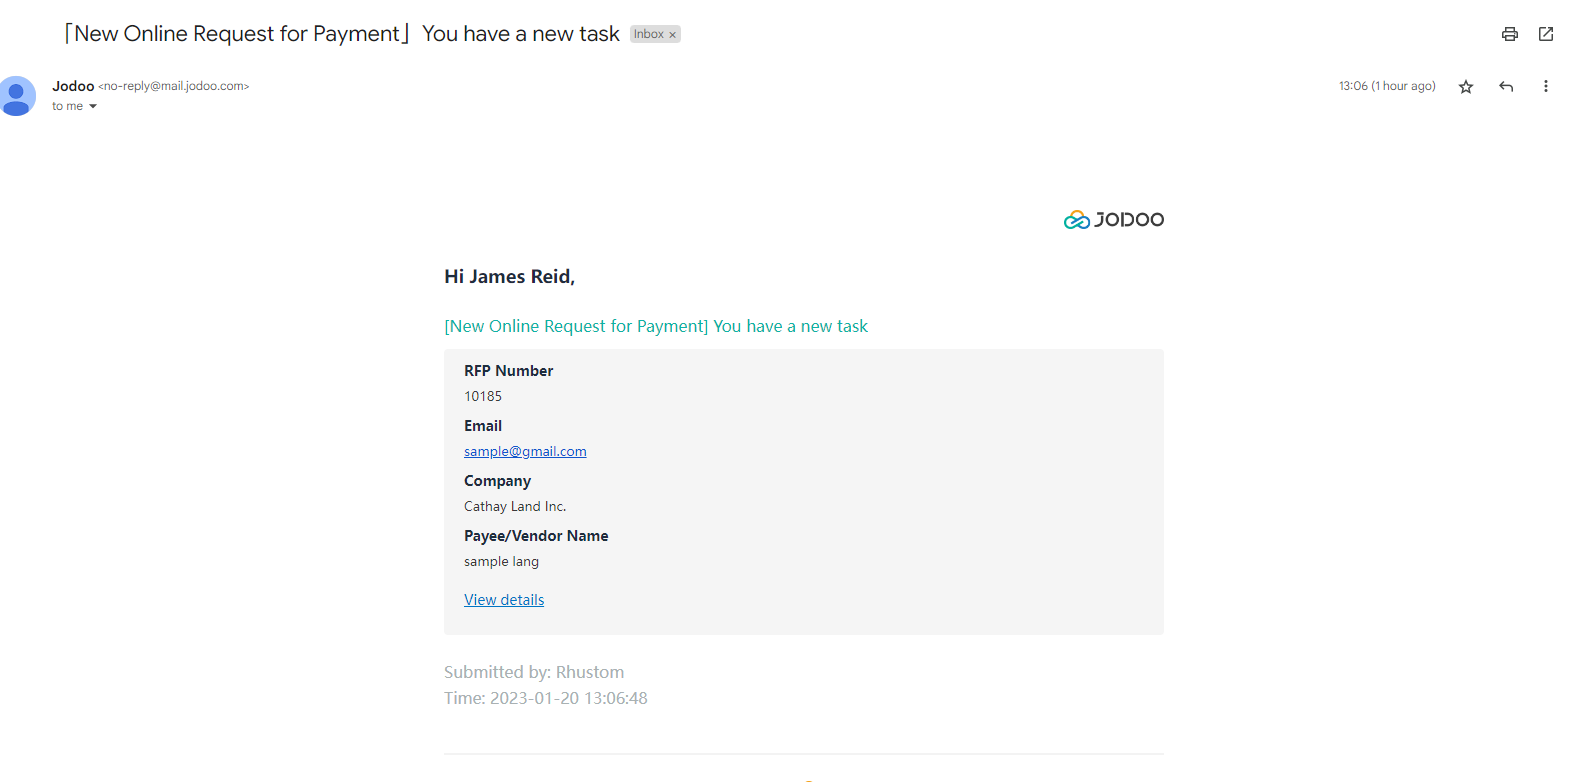 「New Online Request for Payment」 You have a new task Inbox ×
Jodoo <no-reply@mail.jodoo.com> 13:06 (1 hour ago)
to me
JODOO
Hi James Reid,
[New Online Request for Payment] You have a new task
RFP Number
10185
Email
sample@gmail.com
Company
Cathay Land Inc.
Payee/Vendor Name
sample lang
View details
Submitted by: Rhustom
Time: 2023-01-20 13:06:48